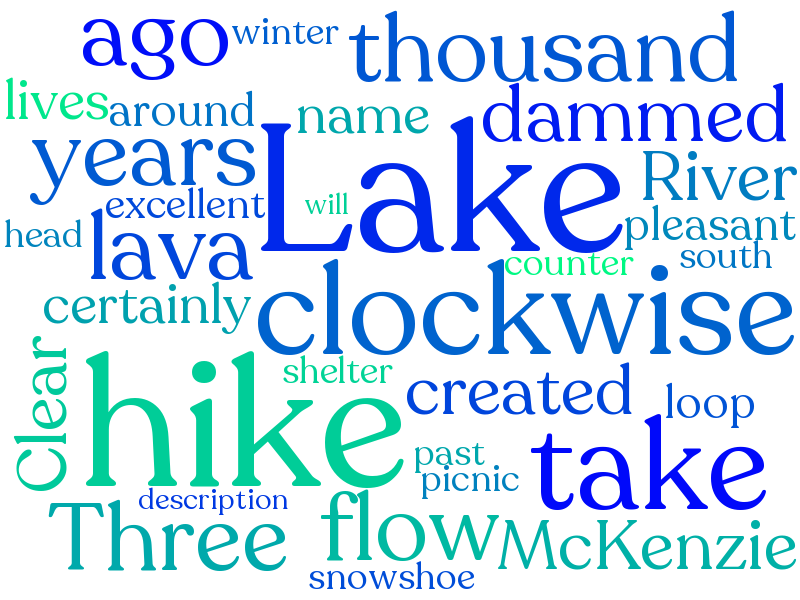 ago winter thousand
lives around name dammed
years Lake River
excellent will pleasant
head lava counter south
certainly clockwise
Clear hike shelter created loop
past take
description picnic
Three flow McKenzie
snowshoe